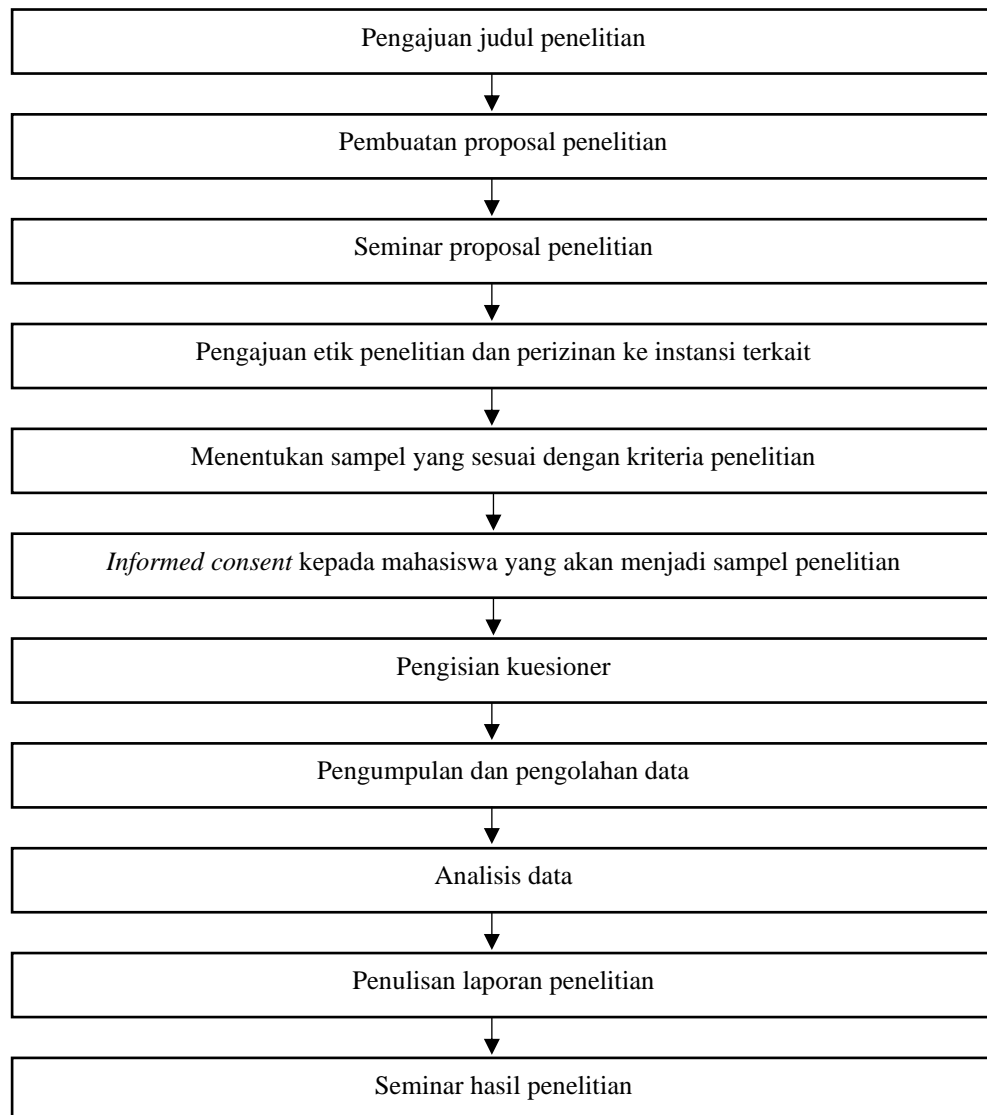 Pengajuan judul penelitian
Pembuatan proposal penelitian
Seminar proposal penelitian
Pengajuan etik penelitian dan perizinan ke instansi terkait
Menentukan sampel yang sesuai dengan kriteria penelitian
Informed consent kepada mahasiswa yang akan menjadi sampel penelitian
Pengisian kuesioner
Pengumpulan dan pengolahan data
Analisis data
Penulisan laporan penelitian
Seminar hasil penelitian